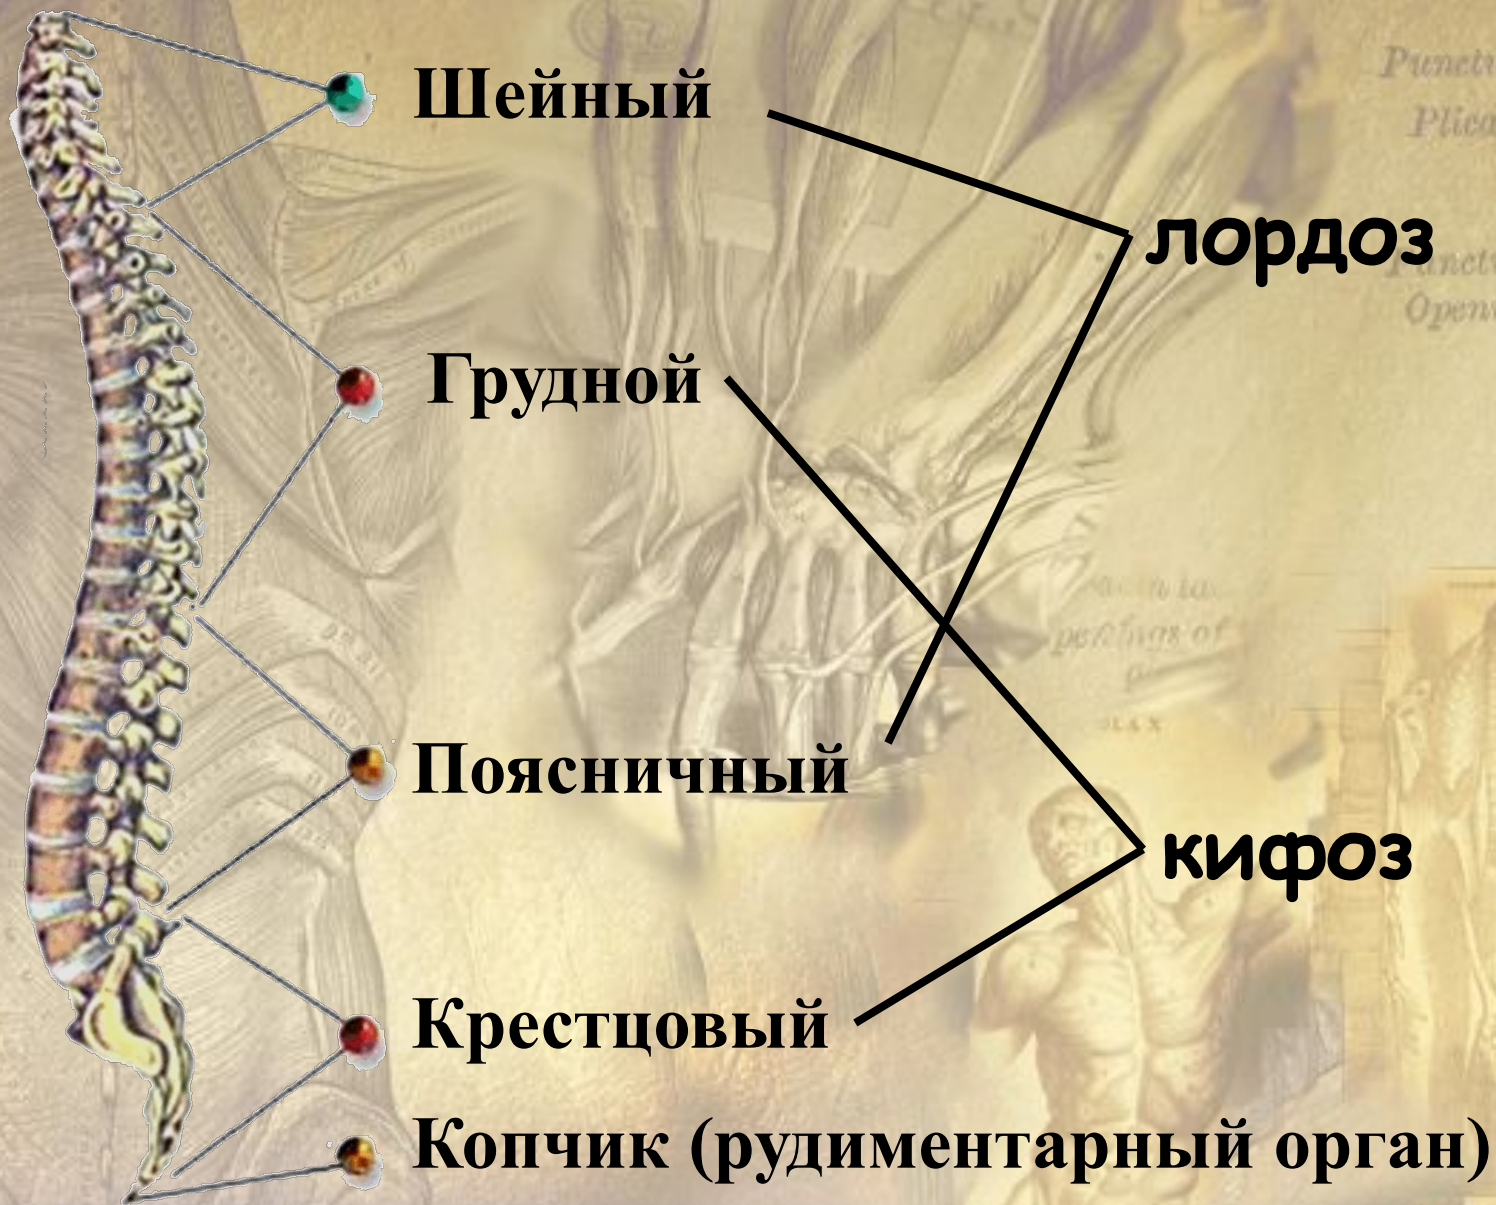 Шейный
лордоз
Грудной
Поясничный
кифоз
Крестцовый
Копчик (рудиментарный орган)